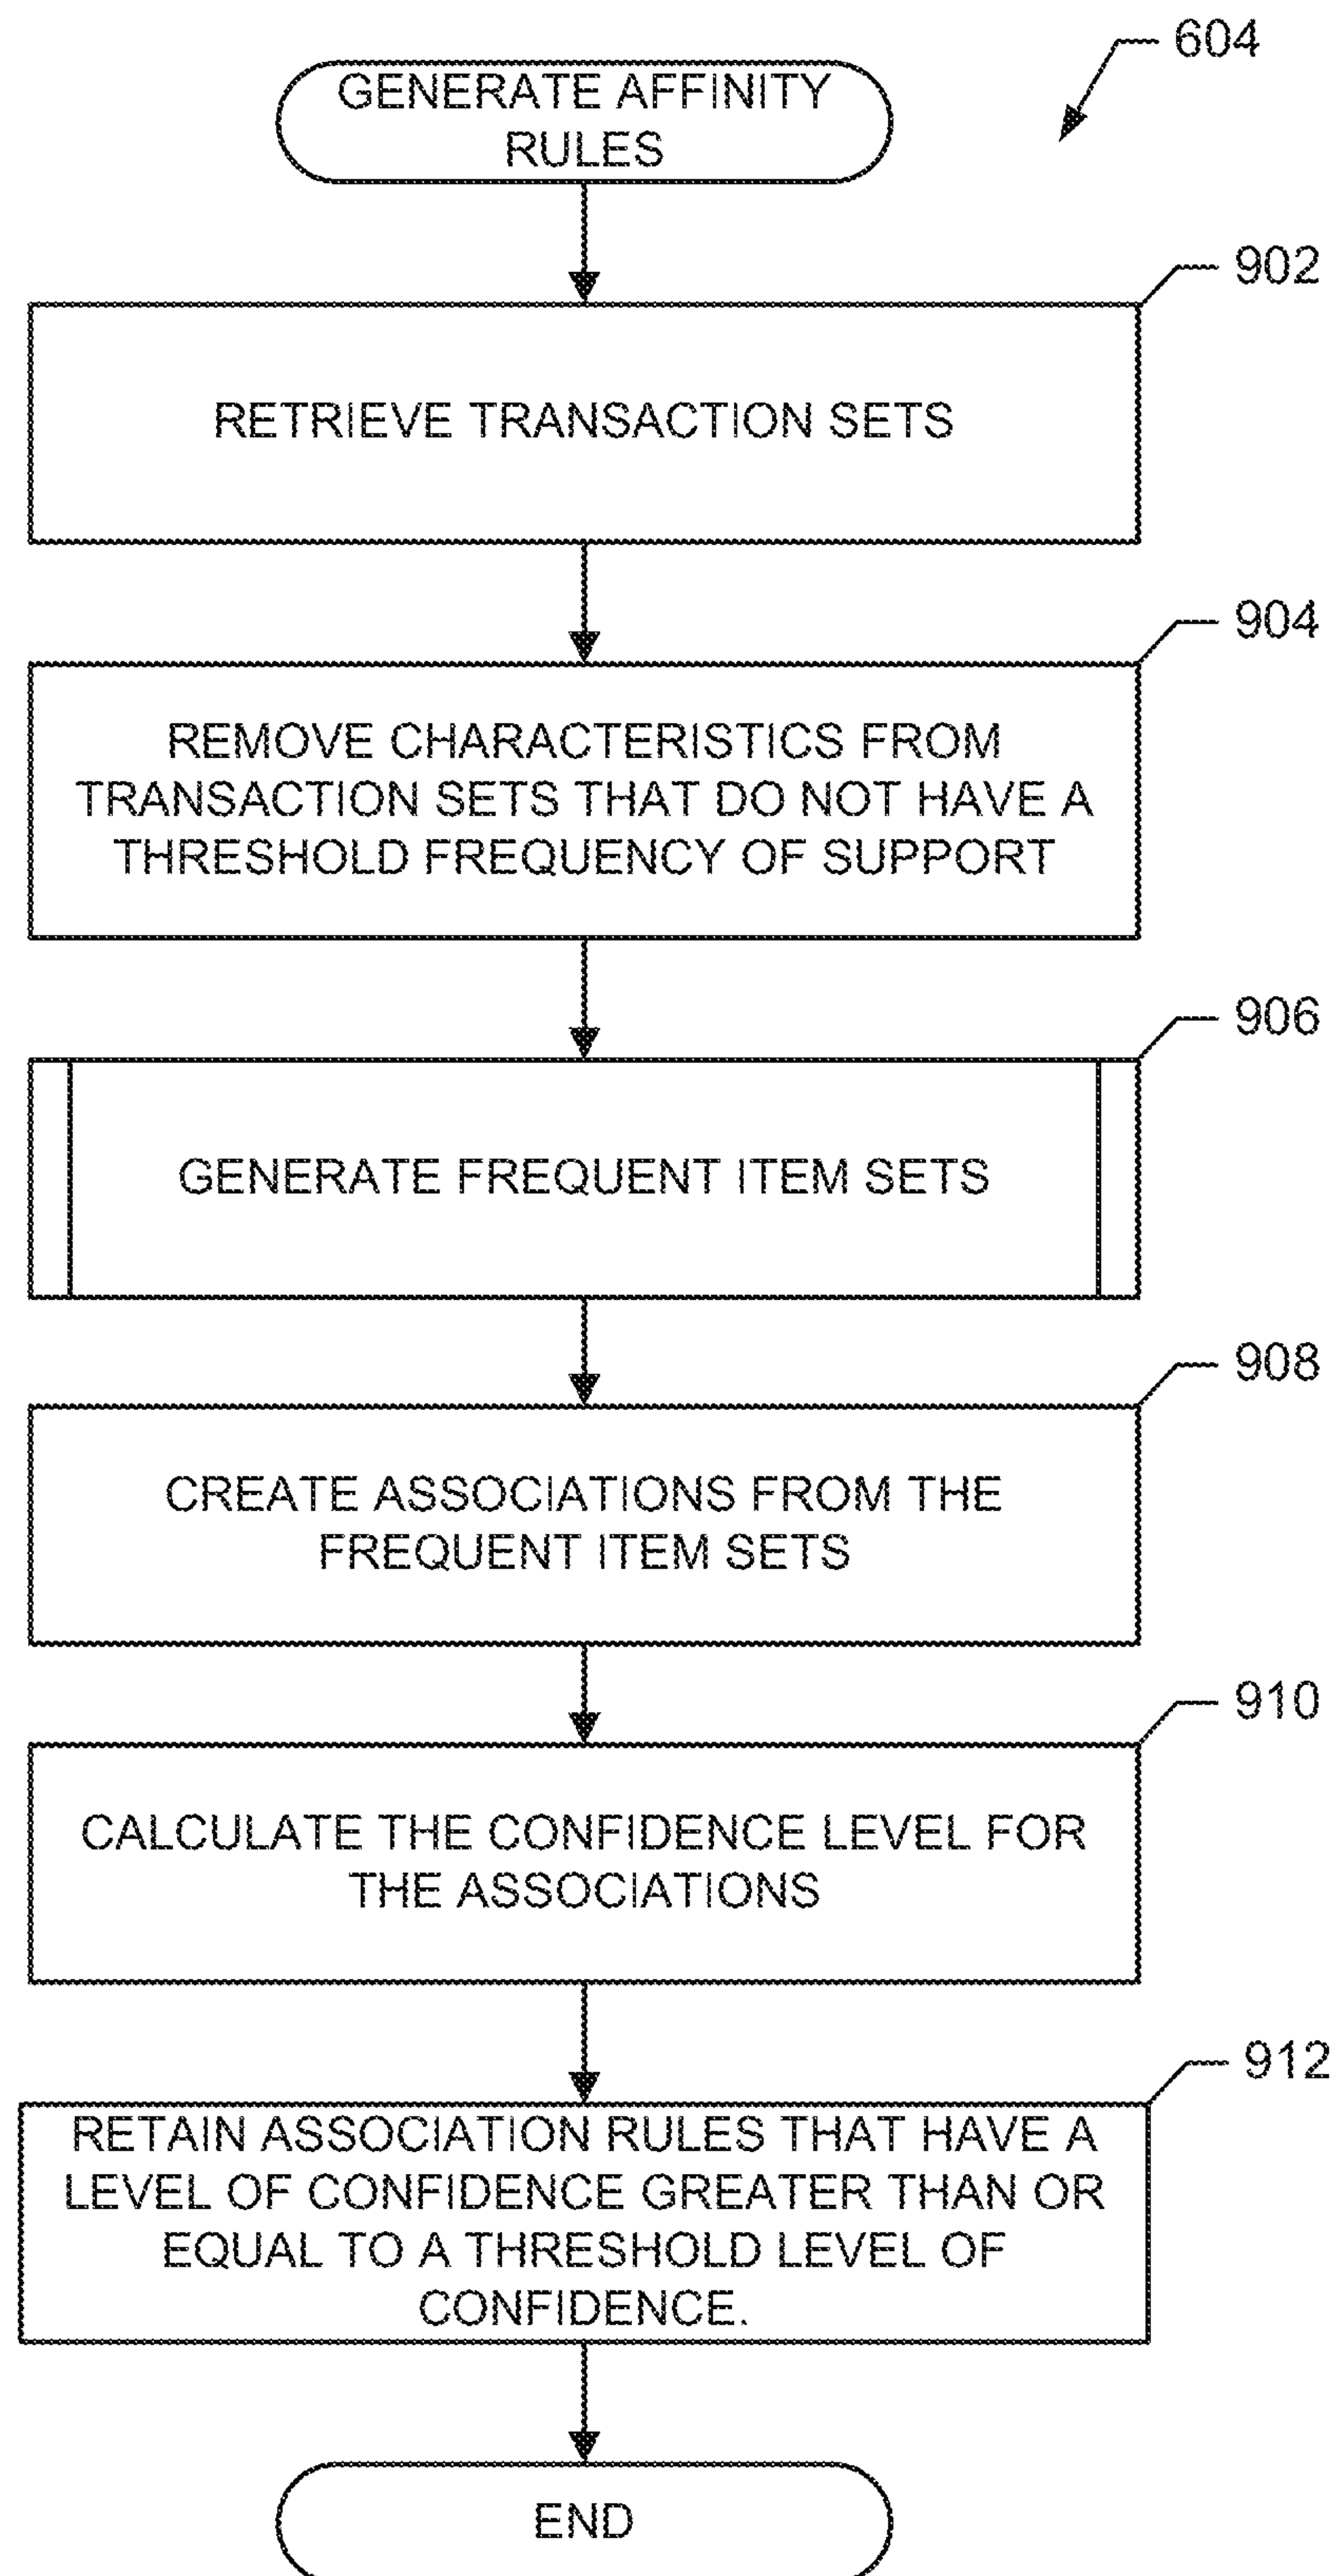 604
GENERATE AFFINITY
RULES
902
RETRIEVE TRANSACTION SETS
904
REMOVE CHARACTERISTICS FROM
TRANSACTION SETS THAT DO NOT HAVE A
THRESHOLD FREQUENCY OF SUPPORT
906
GENERATE FREQUENT ITEM SETS
908
CREATE ASSOCIATIONS FROM THE
FREQUENT ITEM SETS
910
CALCULATE THE CONFIDENCE LEVEL FOR
THE ASSOCIATIONS
912
RETAIN ASSOCIATION RULES THAT HAVE A
LEVEL OF CONFIDENCE GREATER THAN OR
EQUAL TO A THRESHOLD LEVEL OF
CONFIDENCE.
END